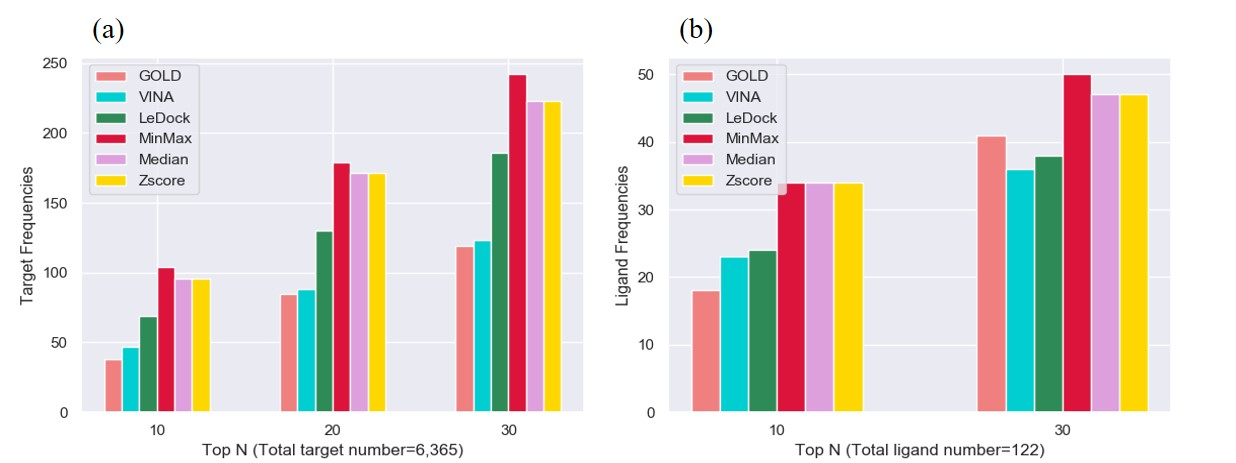 (a)
250
200
150
100
50
0
Target Frequencies
GOLD
VINA
LeDock
MinMax
Median
Zscore
10 20 30
Top N (Total target number=6,365)
(b)
50
40
30
20
10
0
Ligand Frequencies
GOLD
VINA
LeDock
MinMax
Median
Zscore
10 30
Top N (Total ligand number=122)